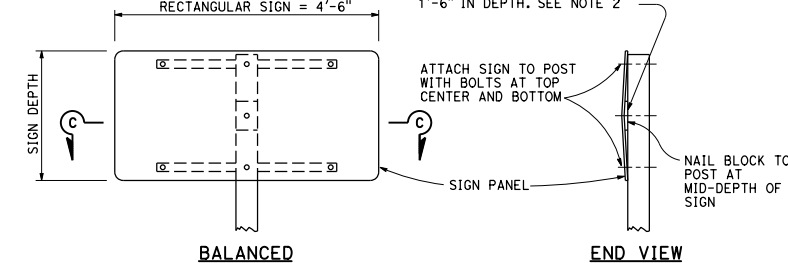 RECTANGULAR SIGN = 4'-6"
1'-6" IN DEPTH. SEE NOTE 2
ATTACH SIGN TO POST
WITH BOLTS AT TOP
CENTER AND BOTTOM
SIGN DEPTH
C
C
NAIL BLOCK TO
POST AT
MID-DEPTH OF
SIGN
SIGN PANEL
BALANCED
END VIEW